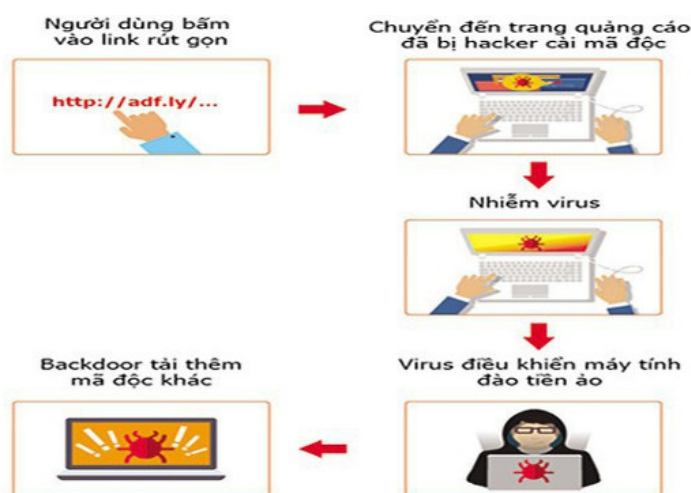 Người dùng bấm
vào link rút gọn
http://adf.ly/...
Chuyển đến trang quảng cáo
đã bị hacker cài mã độc
Nhiễm virus
Virus điều khiển máy tính
đào tiền ảo
Backdoor tải thêm
mã độc khác